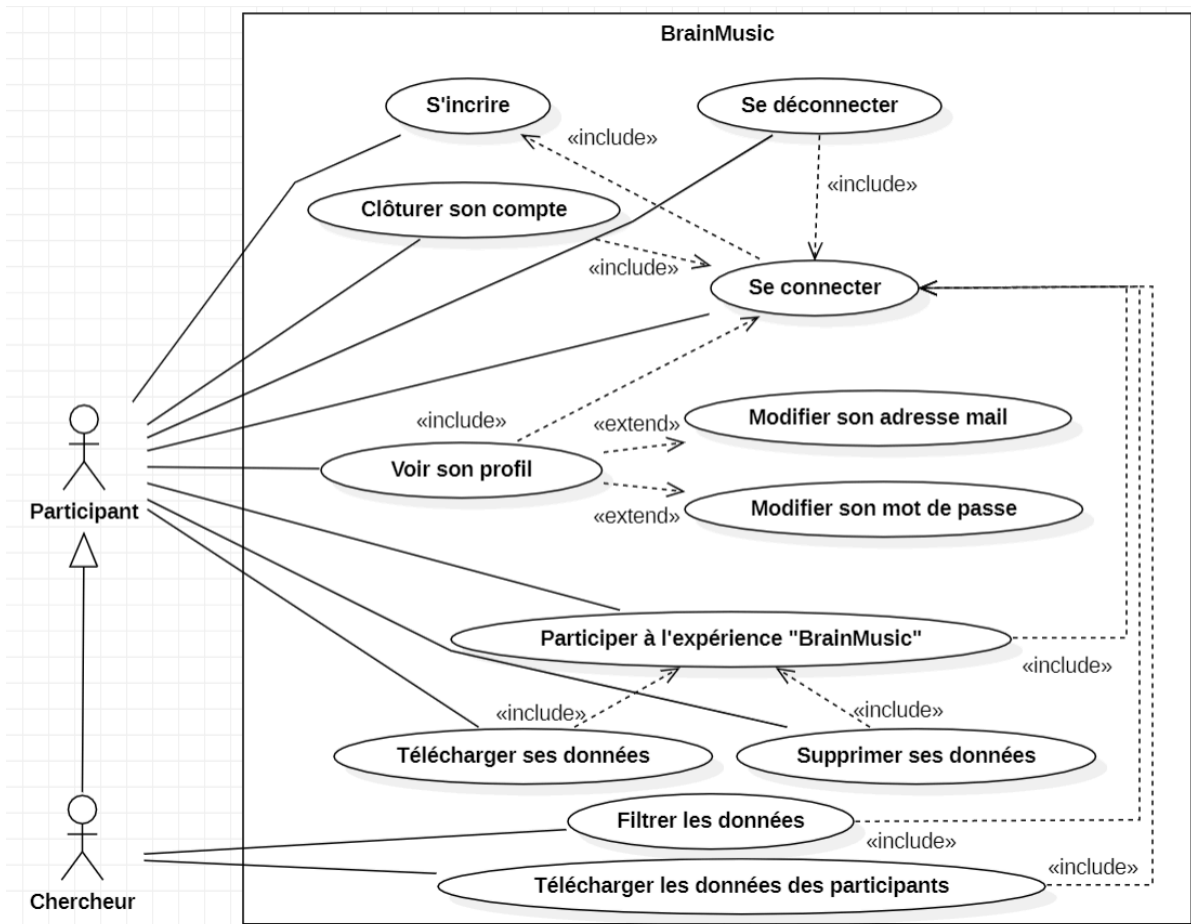 BrainMusic
S'incrire
Se déconnecter
«include»
«include»
Clôturer son compte
«include»
Se connecter
«include»
«extend»
Modifier son adresse mail
Voir son profil
Modifier son mot de passe
«extend»
Participant
Participer à l'expérience "BrainMusic"
«include»
«include»
«include»
Télécharger ses données
Supprimer ses données
Filtrer les données
«include»
«include»
Télécharger les données des participants
Chercheur